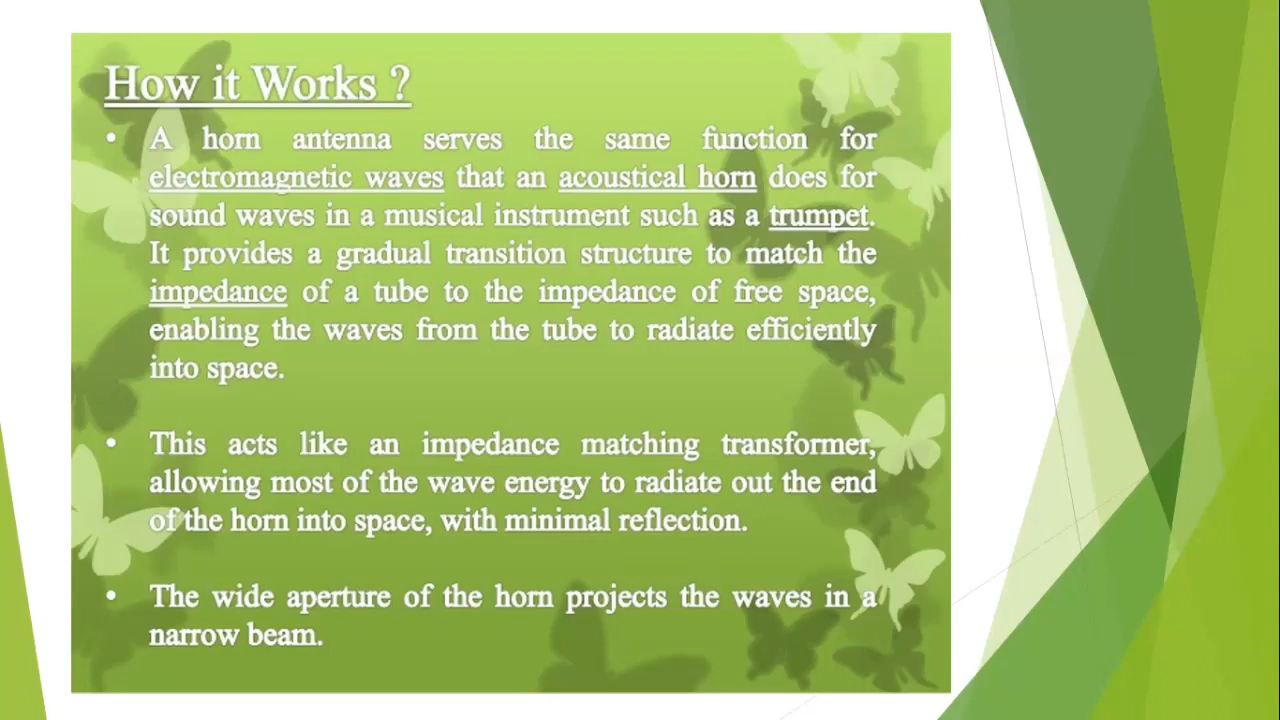 How it Works ?
• A horn antenna serves the same function for
electromagnetic waves that an acoustical horn does for
sound waves in a musical instrument such as a trumpet.
It provides a gradual transition structure to match the
impedance of a tube to the impedance of free space,
enabling the waves from the tube to radiate efficiently
into space.
• This acts like an impedance matching transformer,
allowing most of the wave energy to radiate out the end
of the horn into space, with minimal reflection.
• The wide aperture of the horn projects the waves in a
narrow beam.